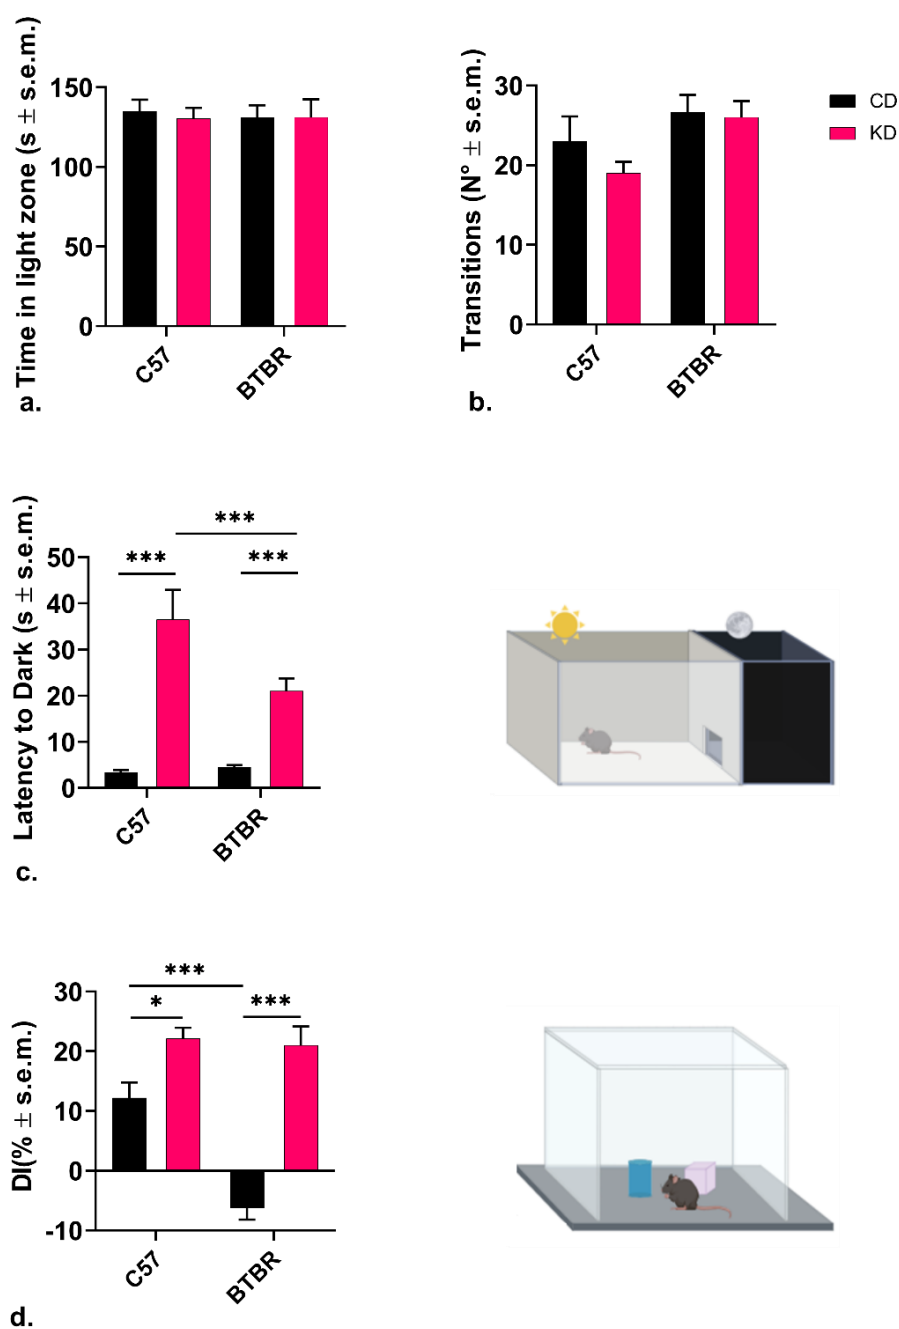 Time in light zone (s ± s.e.m.)
150
100
50
0
C57
BTBR
a.
Transitions (N° ± s.e.m.)
30
20
10
0
C57
BTBR
b.
CD
KD
Latency to Dark (s ± s.e.m.)
50
40
30
20
10
0
***
***
***
C57
BTBR
c.
DI(% ± s.e.m.)
30
20
10
0
-10
***
*
***
C57
BTBR
d.